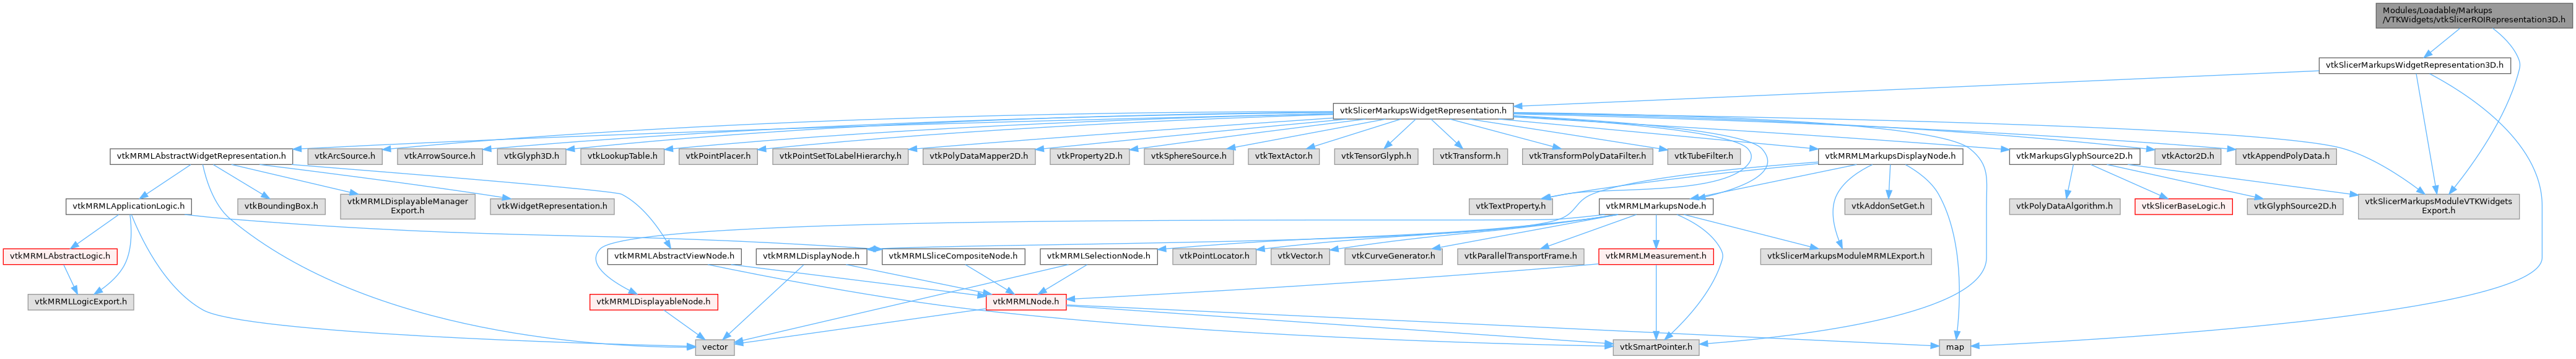 Modules/Loadable/Markups
/VTKWidgets/vtkSlicerROIRepresentation3D.h
vtkSlicerMarkupsWidgetRepresentation3D.h
vtkSlicerMarkupsWidgetRepresentation.h
vtkMRMLAbstractWidgetRepresentation.h
vtkArcSource.h
vtkArrowSource.h
vtkGlyph3D.h
vtkLookupTable.h
vtkPointPlacer.h
vtkPointSetToLabelHierarchy.h
vtkPolyDataMapper2D.h
vtkProperty2D.h
vtkSphereSource.h
vtkTextActor.h
vtkTensorGlyph.h
vtkTransform.h
vtkTransformPolyDataFilter.h
vtkTubeFilter.h
vtkMRMLMarkupsDisplayNode.h
vtkMarkupsGlyphSource2D.h
vtkActor2D.h
vtkAppendPolyData.h
vtkMRMLApplicationLogic.h
vtkBoundingBox.h
vtkMRMLDisplayableManager
Export.h
vtkWidgetRepresentation.h
vtkTextProperty.h
vtkMRMLMarkupsNode.h
vtkAddonSetGet.h
vtkPolyDataAlgorithm.h
vtkSlicerBaseLogic.h
vtkGlyphSource2D.h
vtkSlicerMarkupsModuleVTKWidgets
Export.h
vtkMRMLAbstractLogic.h
vtkMRMLAbstractViewNode.h
vtkMRMLDisplayNode.h
vtkMRMLSliceCompositeNode.h
vtkMRMLSelectionNode.h
vtkPointLocator.h
vtkVector.h
vtkCurveGenerator.h
vtkParallelTransportFrame.h
vtkMRMLMeasurement.h
vtkSlicerMarkupsModuleMRMLExport.h
vtkMRMLLogicExport.h
vtkMRMLDisplayableNode.h
vtkMRMLNode.h
vector
vtkSmartPointer.h
map